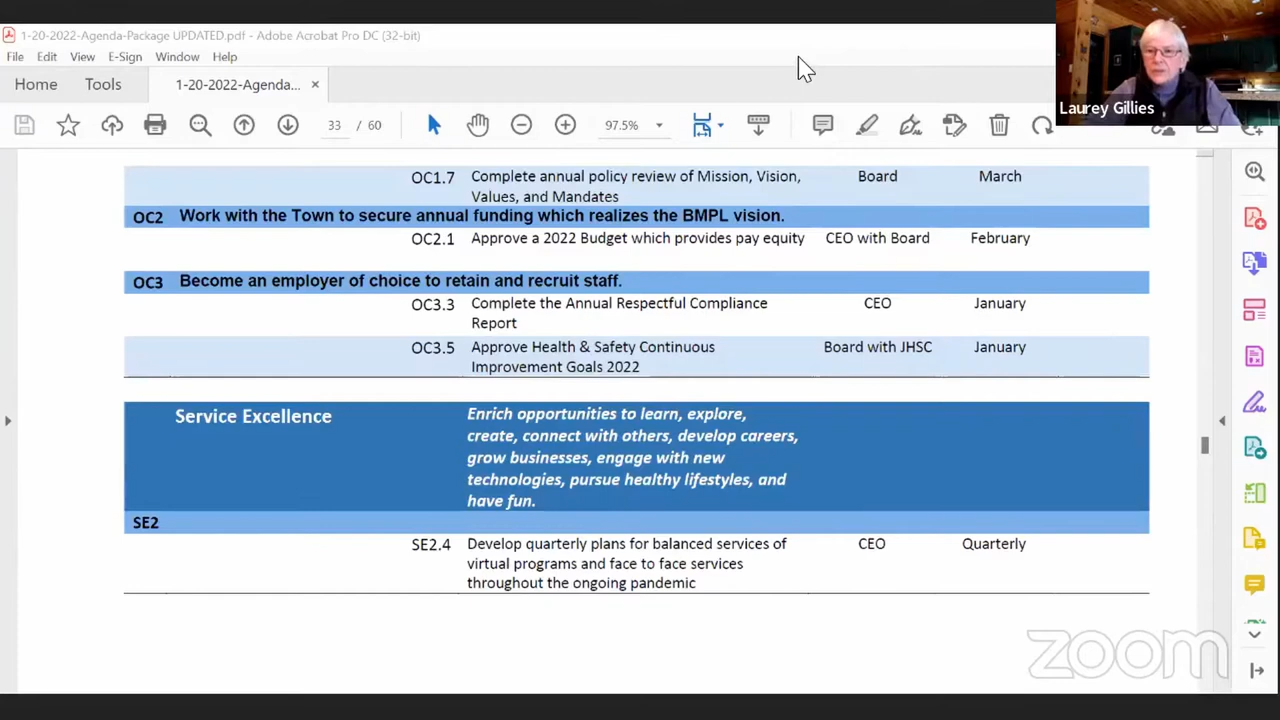 1-20-2022-Agenda-Package UPDATED.pdf - Adobe Acrobat Pro DC (32-bit)
File Edit View E-Sign Window Help
Home Tools 1-20-2022-Agenda... ×
33 / 60 97.5%
Laurey Gillies
OC1.7 Complete annual policy review of Mission, Vision, Board March
Values, and Mandates
OC2 Work with the Town to secure annual funding which realizes the BMPL vision.
OC2.1 Approve a 2022 Budget which provides pay equity CEO with Board February
OC3 Become an employer of choice to retain and recruit staff.
OC3.3 Complete the Annual Respectful Compliance CEO January
Report
OC3.5 Approve Health & Safety Continuous Board with JHSC January
Improvement Goals 2022
Service Excellence Enrich opportunities to learn, explore,
create, connect with others, develop careers,
grow businesses, engage with new
technologies, pursue healthy lifestyles, and
have fun.
SE2
SE2.4 Develop quarterly plans for balanced services of CEO Quarterly
virtual programs and face to face services
throughout the ongoing pandemic
zoom